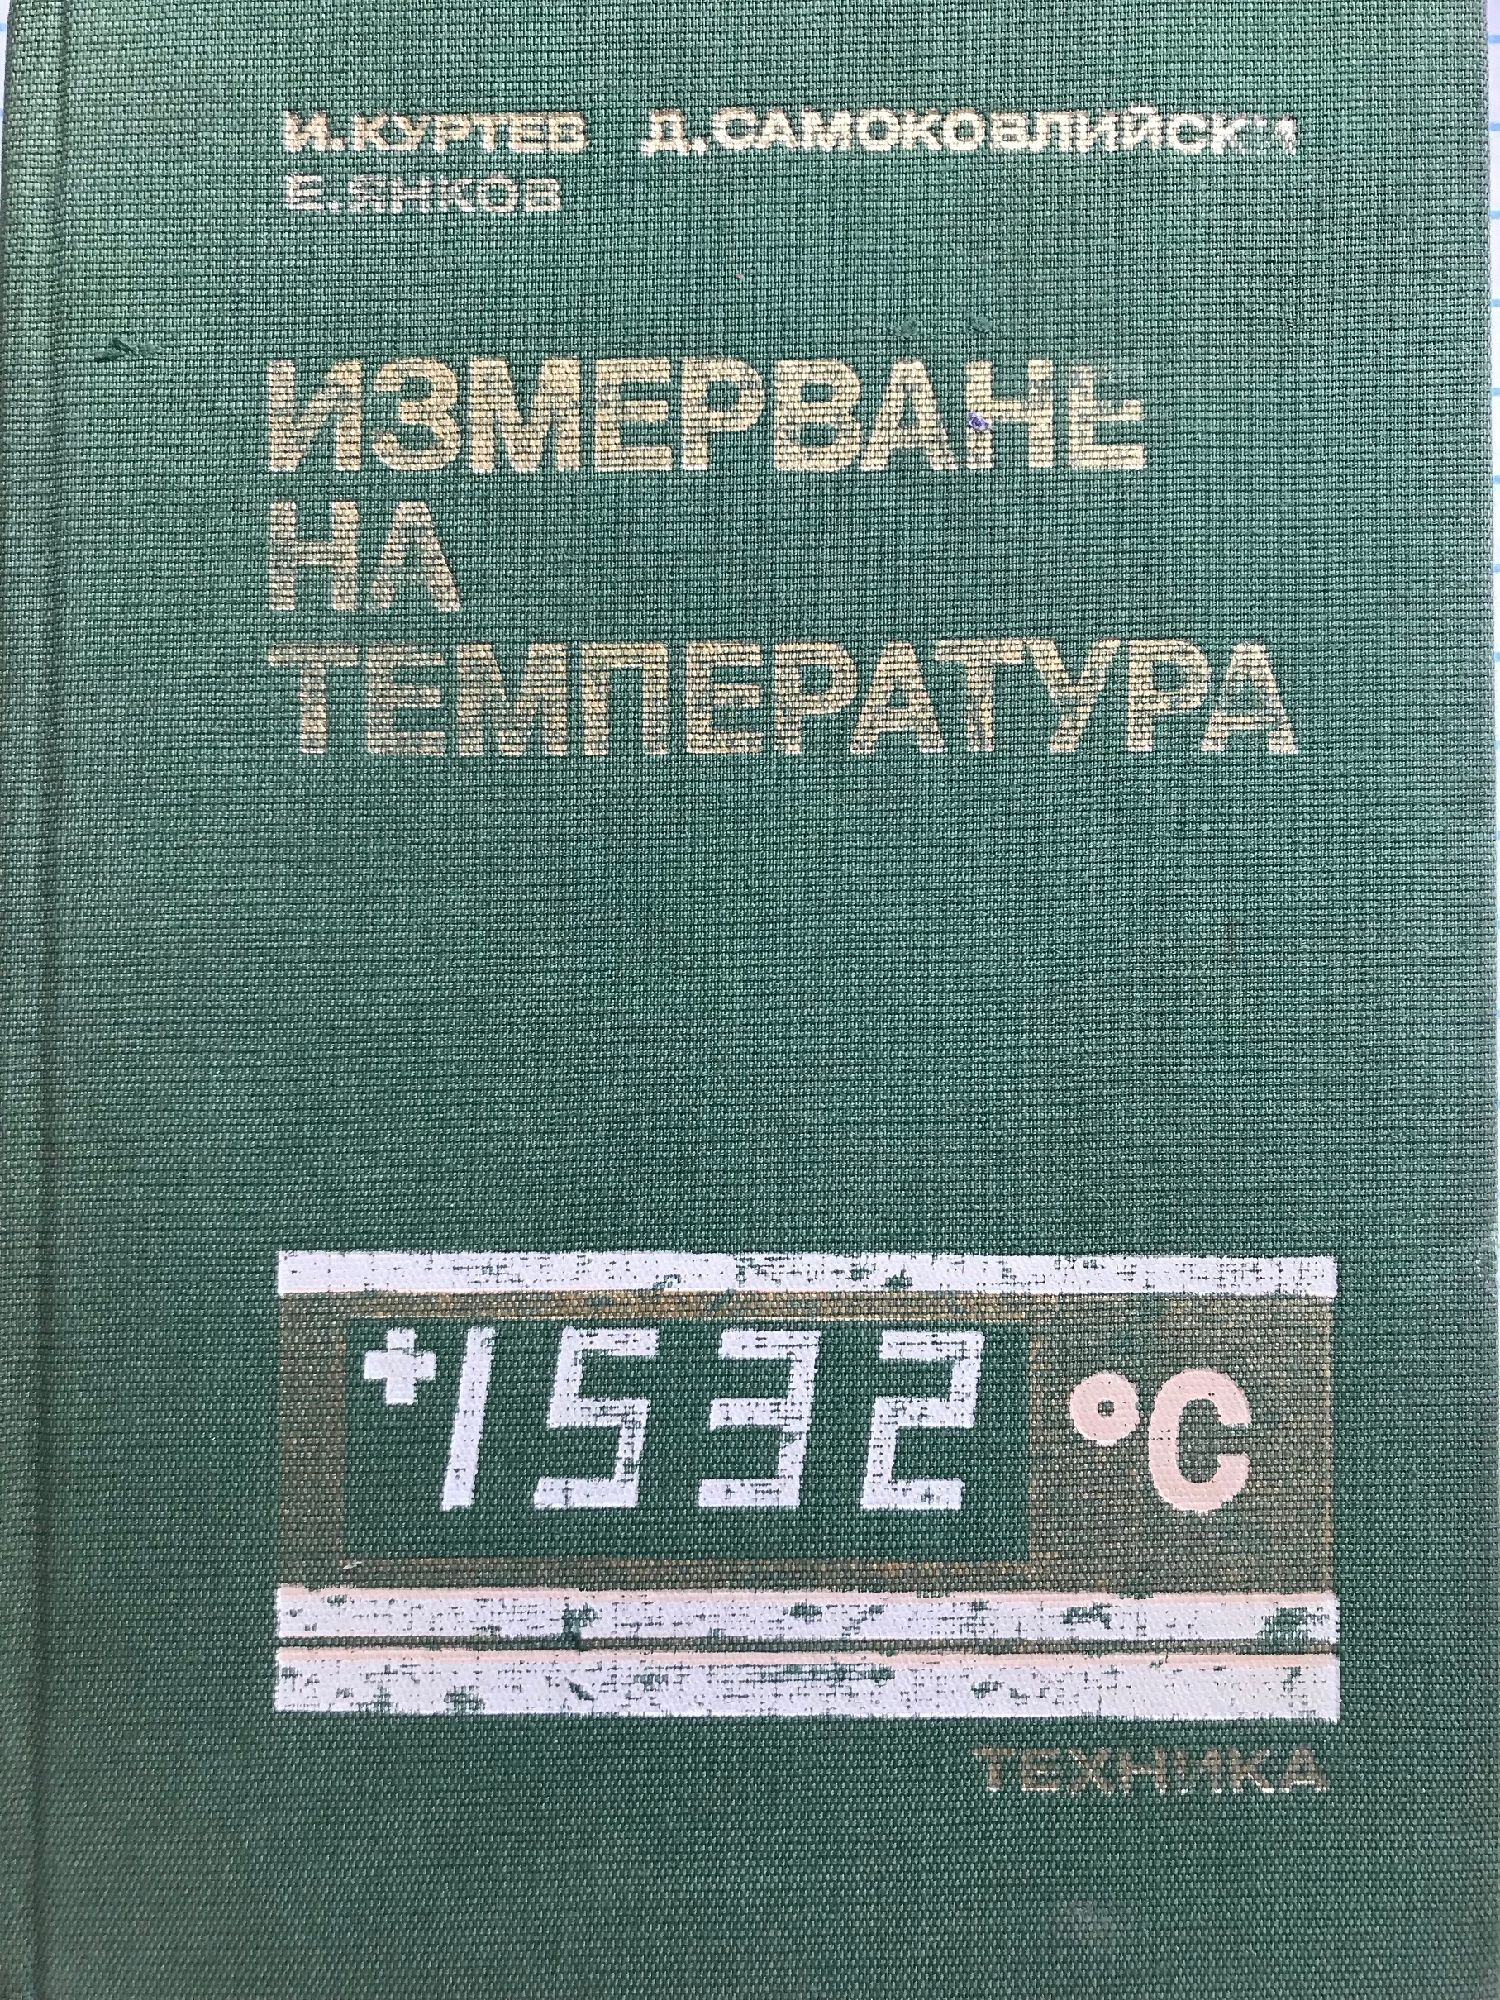 И.КУРТЕВ Д.САМОКОВЛИЙСКИ
Е.ЯНКОВ
ИЗМЕРВАНЕ
НА
ТЕМПЕРАТУРА
+1532 °C
ТЕХНИКА